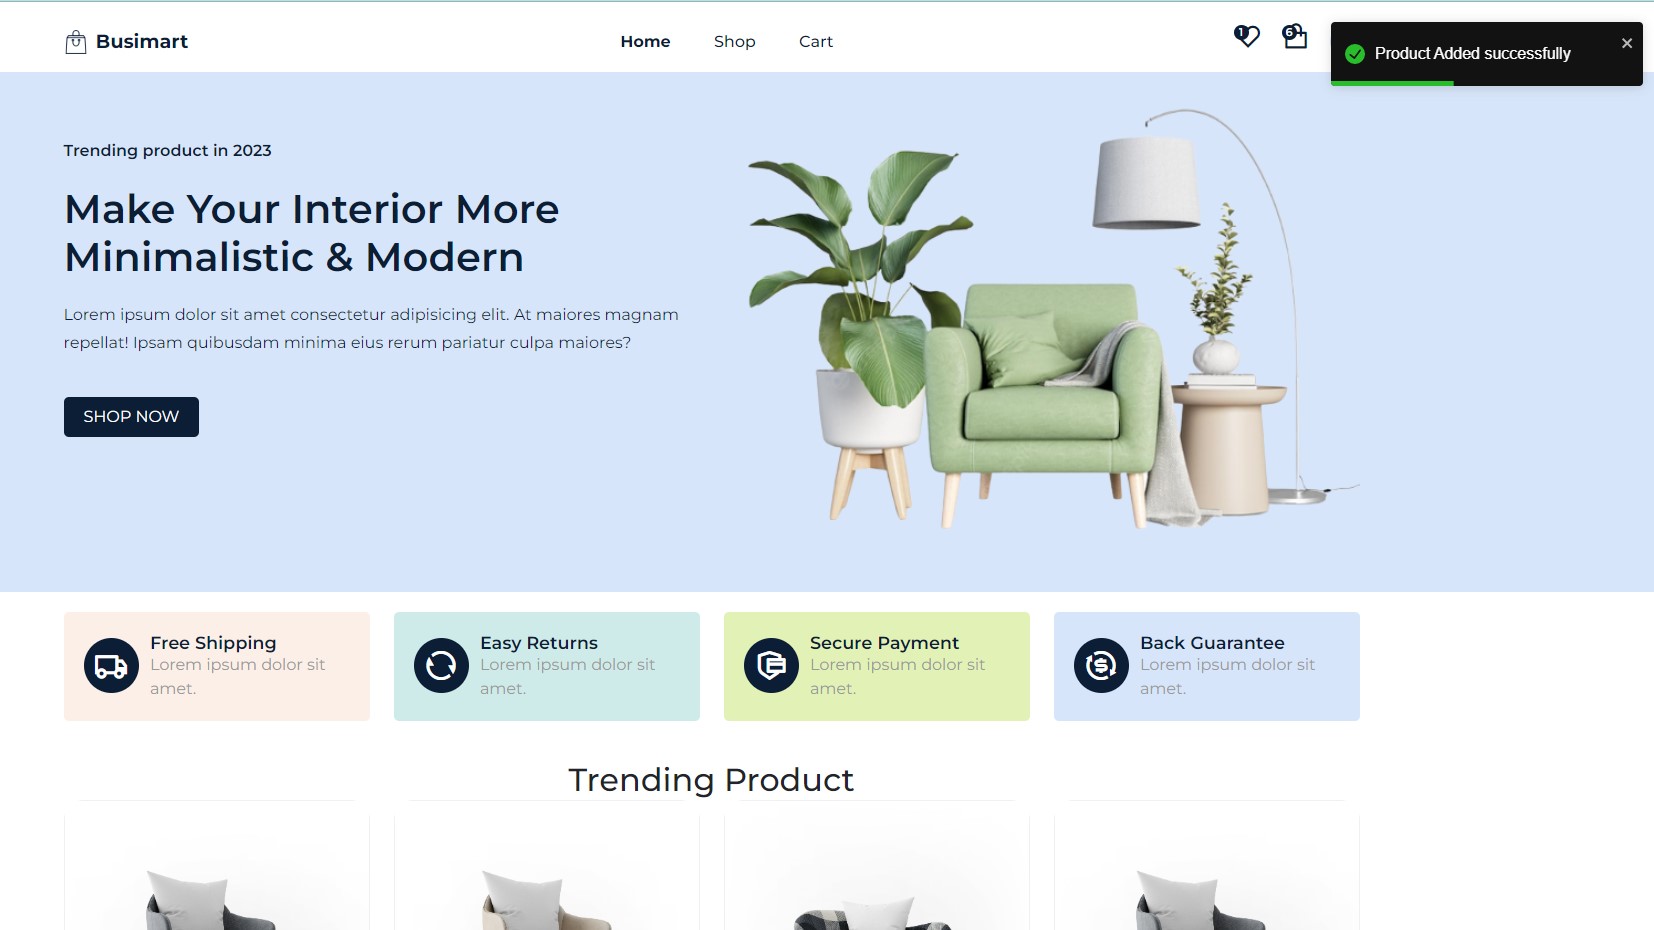 Busimart
Home
Shop
Cart
1
6
Product Added successfully
Trending product in 2023
Make Your Interior More
Minimalistic & Modern
Lorem ipsum dolor sit amet consectetur adipisicing elit. At maiores magnam
repellat! Ipsam quibusdam minima eius rerum pariatur culpa maiores?
SHOP NOW
Free Shipping
Lorem ipsum dolor sit
amet.
Easy Returns
Lorem ipsum dolor sit
amet.
Secure Payment
Lorem ipsum dolor sit
amet.
Back Guarantee
Lorem ipsum dolor sit
amet.
Trending Product